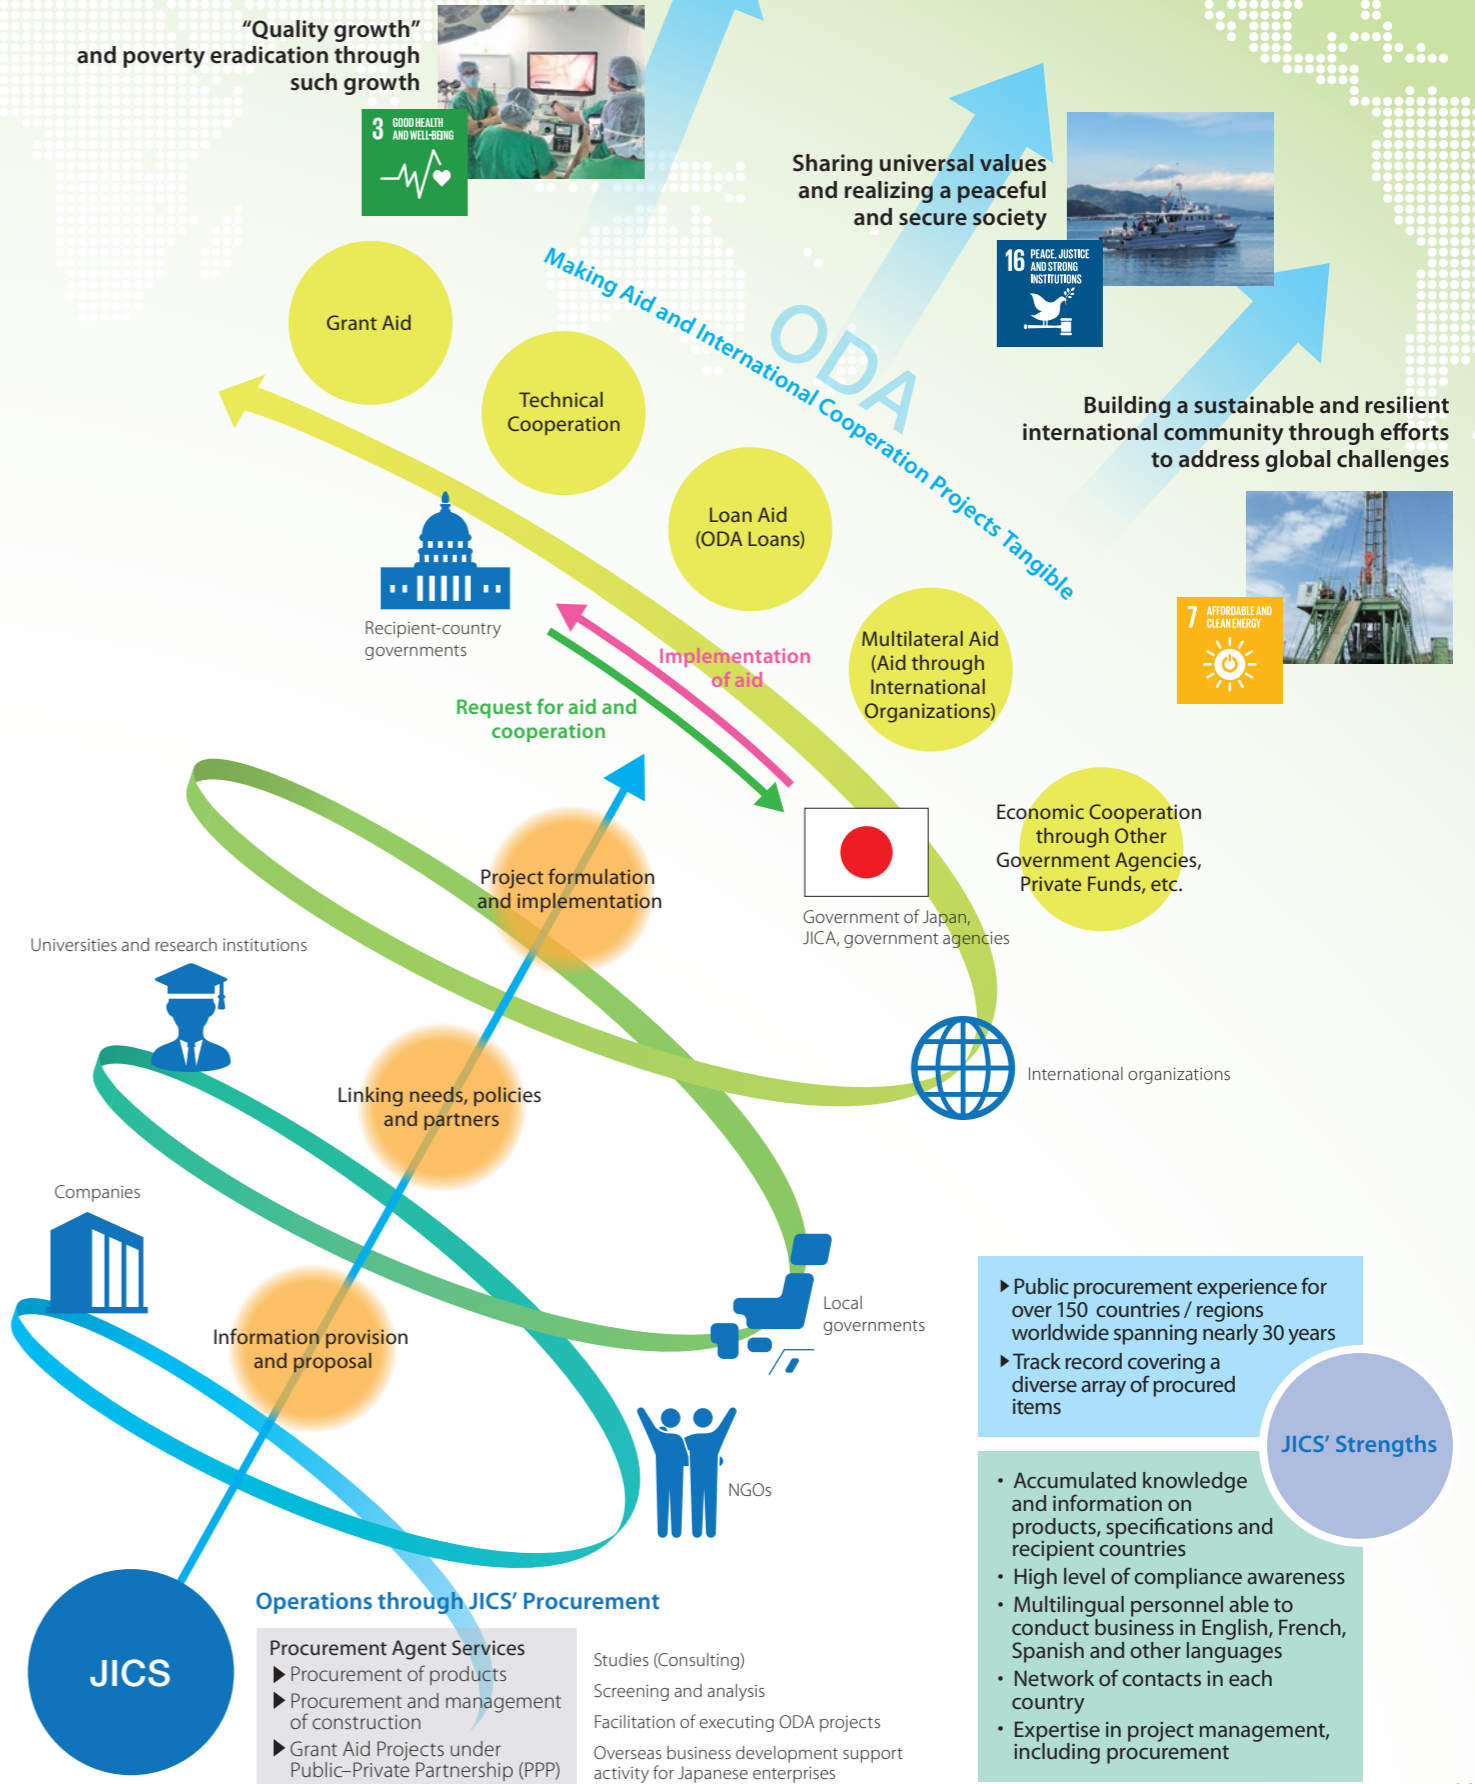 “Quality growth”
and poverty eradication through
such growth
3 GOOD HEALTH
AND WELL-BEING
Sharing universal values
and realizing a peaceful
and secure society
16 PEACE, JUSTICE
AND STRONG
INSTITUTIONS
Making Aid and International Cooperation Projects Tangible
ODA
Building a sustainable and resilient
international community through efforts
to address global challenges
7 AFFORDABLE AND
CLEAN ENERGY
Grant Aid
Technical
Cooperation
Loan Aid
(ODA Loans)
Multilateral Aid
(Aid through
International
Organizations)
Economic Cooperation
through Other
Government Agencies,
Private Funds, etc.
Recipient-country
governments
Implementation
of aid
Request for aid and
cooperation
Government of Japan,
JICA, government agencies
Project formulation
and implementation
Universities and research institutions
International organizations
Linking needs, policies
and partners
Companies
Local
governments
Information provision
and proposal
NGOs
JICS
Operations through JICS’ Procurement
Procurement Agent Services
▶ Procurement of products
▶ Procurement and management
of construction
▶ Grant Aid Projects under
Public–Private Partnership (PPP)
Studies (Consulting)
Screening and analysis
Facilitation of executing ODA projects
Overseas business development support
activity for Japanese enterprises
▶ Public procurement experience for
over 150 countries / regions
worldwide spanning nearly 30 years
▶ Track record covering a
diverse array of procured
items
JICS’ Strengths
・ Accumulated knowledge
and information on
products, specifications and
recipient countries
・ High level of compliance awareness
・ Multilingual personnel able to
conduct business in English, French,
Spanish and other languages
・ Network of contacts in each
country
・ Expertise in project management,
including procurement